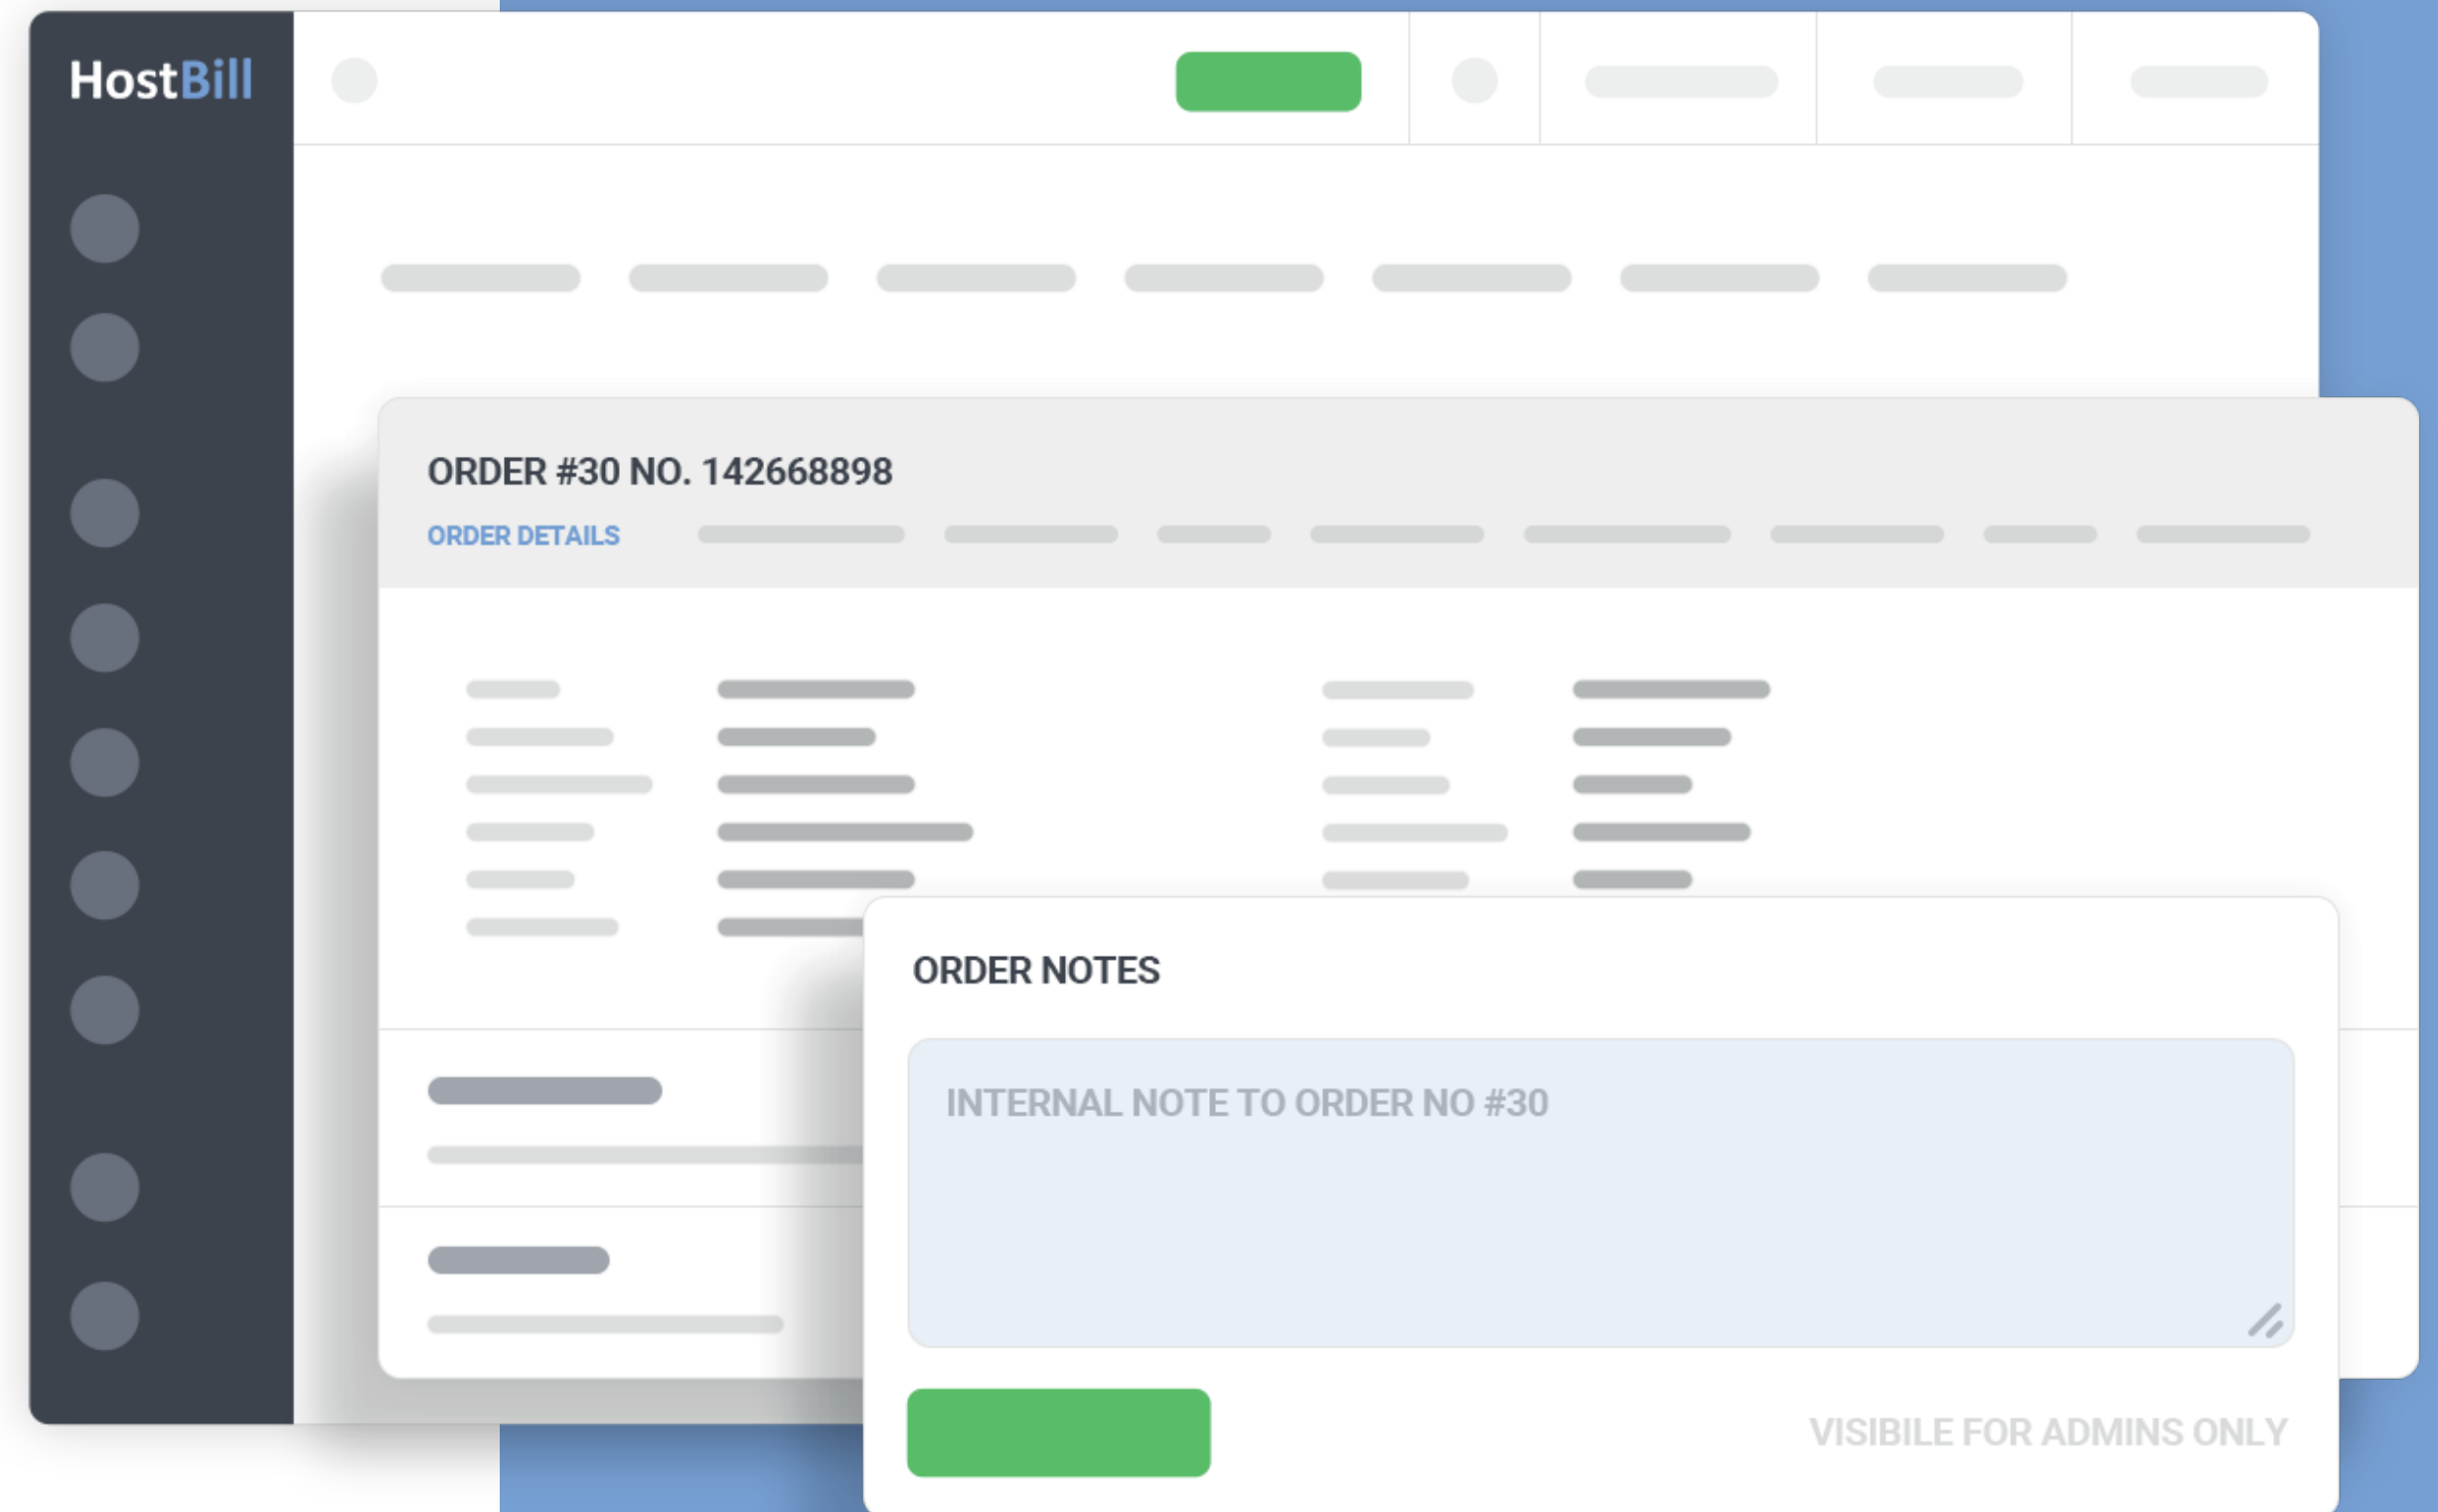 HostBill
ORDER #30 NO. 142668898
ORDER DETAILS
ORDER NOTES
INTERNAL NOTE TO ORDER NO #30
VISIBILE FOR ADMINS ONLY